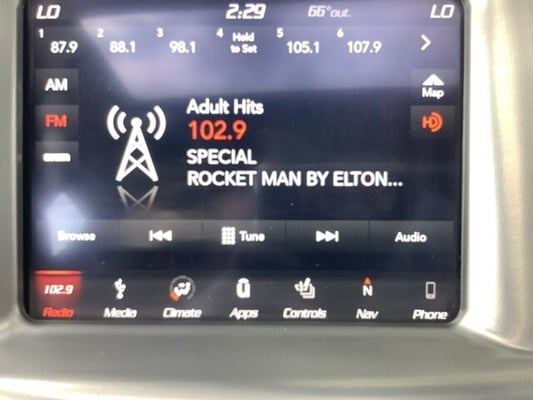 LO 2:29 66°out. LO
1 2 3 4 5 6
87.9 88.1 98.1 Hold to Set 105.1 107.9
AM
FM
Map
HD
Adult Hits
102.9
SPECIAL
ROCKET MAN BY ELTON...
Browse Tune Audio
102.9 N
Radio Media Climate Apps Controls Nav Phone